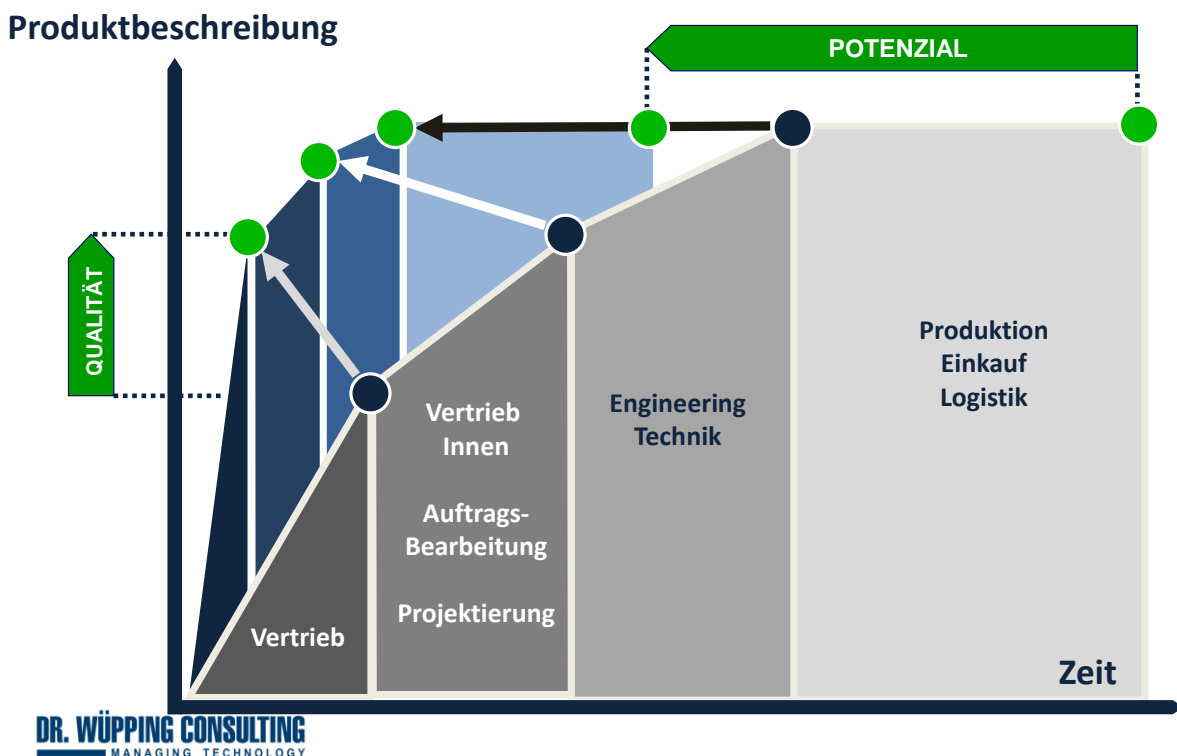 Produktbeschreibung
POTENZIAL
QUALITÄT
Produktion
Einkauf
Logistik
Engineering
Technik
Vertrieb
Innen
Auftrags-
Bearbeitung
Projektierung
Vertrieb
Zeit
DR. WÜPPING CONSULTING
MANAGING TECHNOLOGY